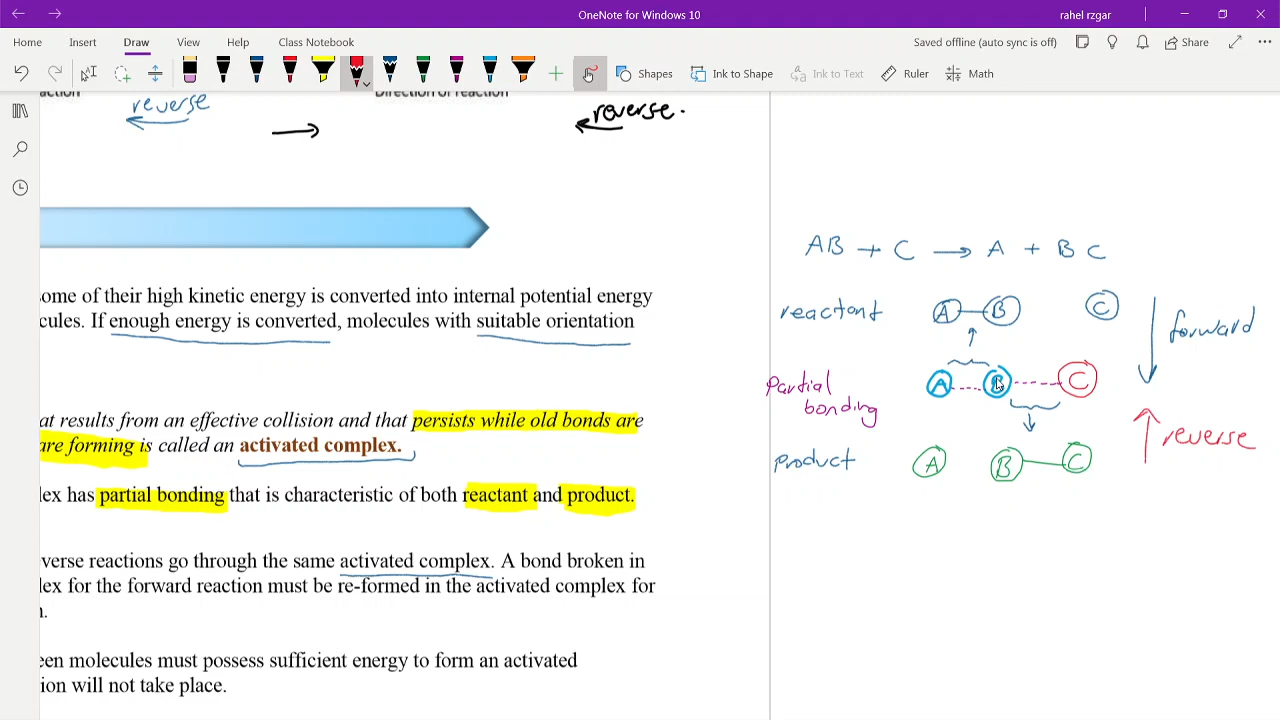 OneNote for Windows 10
rahel rzgar
Home Insert Draw View Help Class Notebook
Saved offline (auto sync is off) Share
Shapes Ink to Shape Ink to Text Ruler Math
action Direction of reaction
reverse
reverse.
some of their high kinetic energy is converted into internal potential energy
cules. If enough energy is converted, molecules with suitable orientation
at results from an effective collision and that persists while old bonds are
are forming is called an activated complex.
lex has partial bonding that is characteristic of both reactant and product.
verse reactions go through the same activated complex. A bond broken in
lex for the forward reaction must be re-formed in the activated complex for
n.
een molecules must possess sufficient energy to form an activated
ion will not take place.
AB + C → A + B C
reactant A B C
forward
Partial
bonding
A B C
reverse
product A B C